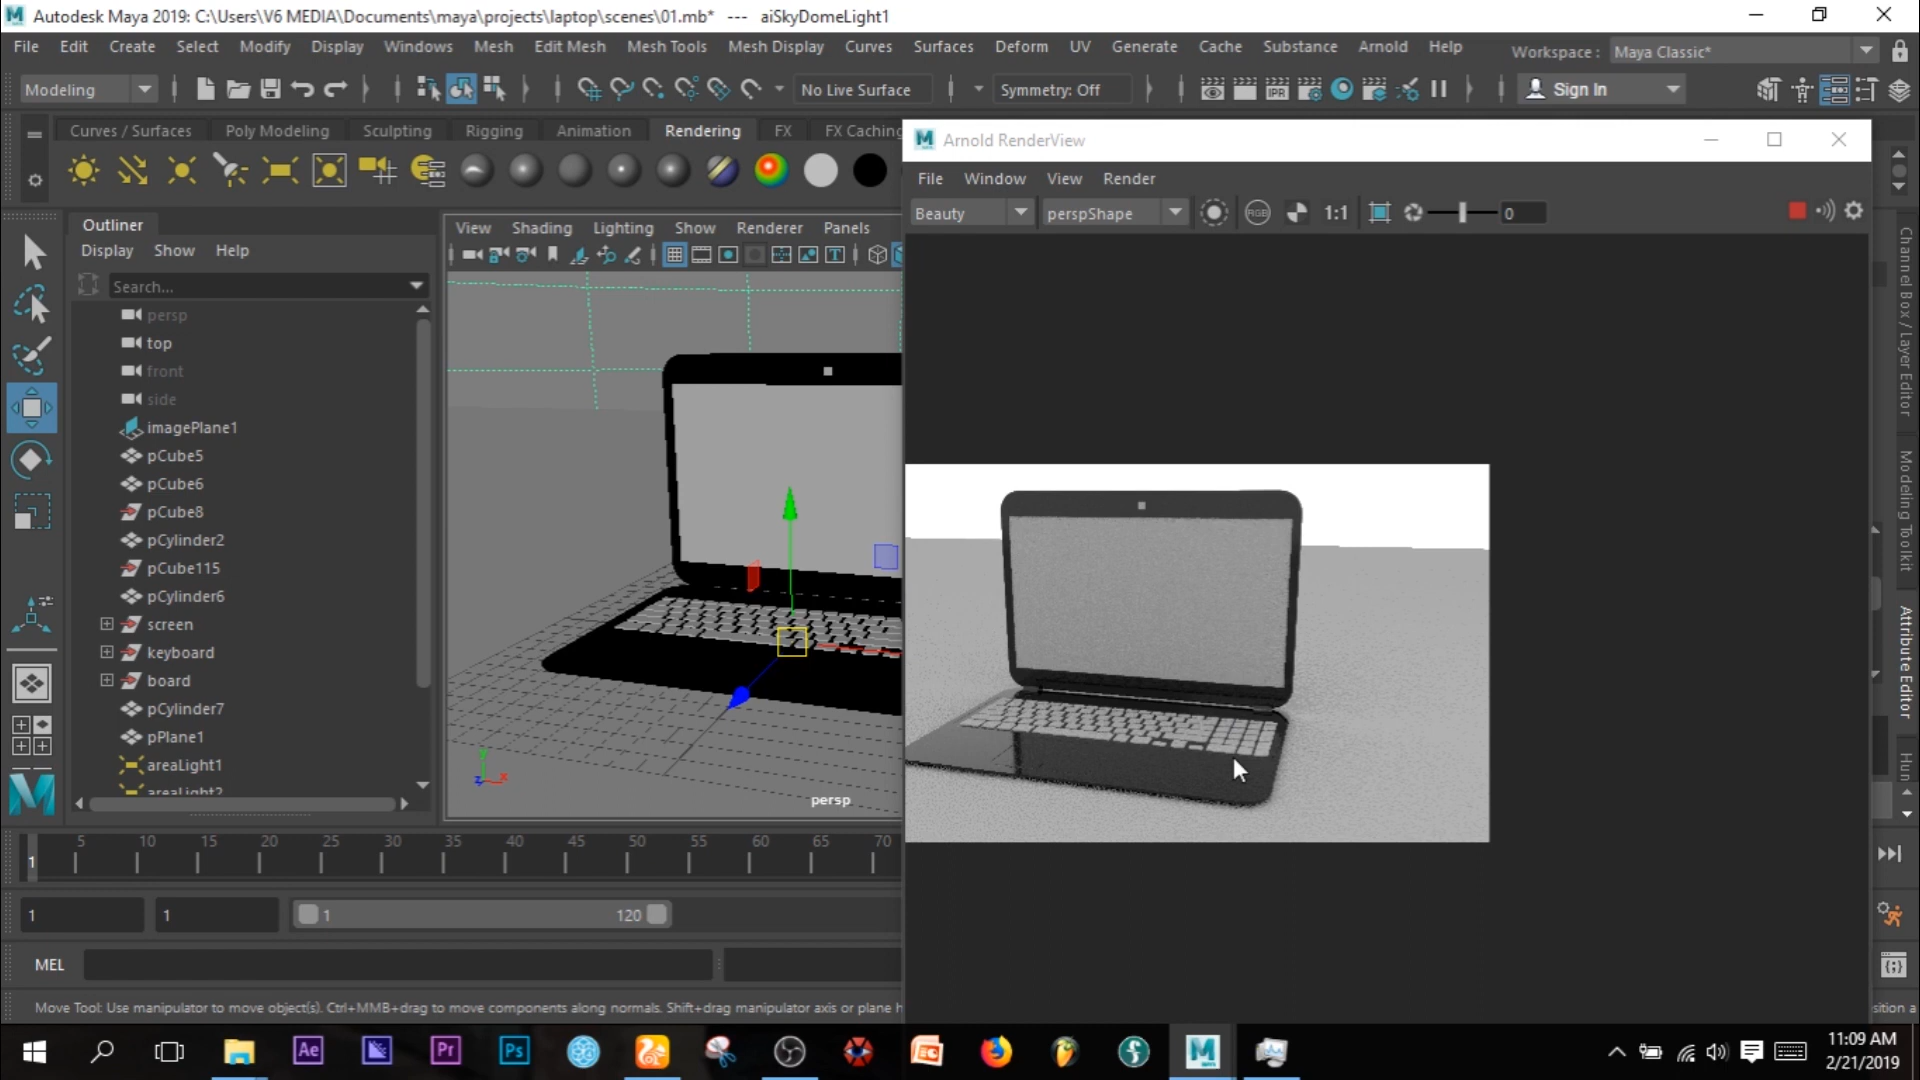 Autodesk Maya 2019: C:\Users\V6 MEDIA\Documents\maya\projects\laptop\scenes\01.mb* --- aiSkyDomeLight1
File Edit Create Select Modify Display Windows Mesh Edit Mesh Mesh Tools Mesh Display Curves Surfaces Deform UV Generate Cache Substance Arnold Help Workspace : Maya Classic*
Modeling No Live Surface Symmetry: Off IPR Sign In
Curves / Surfaces Poly Modeling Sculpting Rigging Animation Rendering FX FX Caching
Arnold RenderView
File Window View Render
Beauty perspShape RGB 1:1 0
Outliner
Display Show Help
Search...
View Shading Lighting Show Renderer Panels
persp
top
front
side
imagePlane1
pCube5
pCube6
pCube8
pCylinder2
pCube115
pCylinder6
screen
keyboard
board
pCylinder7
pPlane1
areaLight1
areaLight2
y
z x
persp
Channel Box / Layer Editor
Modeling Toolkit
Attribute Editor
Hun
5 10 15 20 25 30 35 40 45 50 55 60 65 70
1
1 1 1 120
MEL
Move Tool: Use manipulator to move object(s). Ctrl+MMB+drag to move components along normals. Shift+drag manipulator axis or plane h
sition a
Ae Pr Ps
11:09 AM
2/21/2019